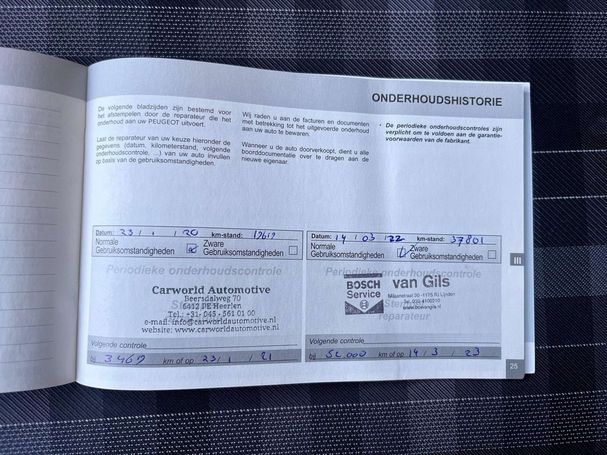 ONDERHOUDSHISTORIE
De volgende bladzijden zijn bestemd voor
het afstempelen door de reparateur die het
onderhoud aan uw PEUGEOT uitvoert.
Laat de reparateur van uw keuze hieronder de
gegevens (datum, kilometerstand, volgende
onderhoudscontrole, ...) van uw auto invullen
op basis van de gebruiksomstandigheden.
Wij raden u aan de facturen en documenten
met betrekking tot het uitgevoerde onderhoud
aan uw auto te bewaren.
Wanneer u de auto doorverkoopt, dient u alle
boorddocumentatie over te dragen aan de
nieuwe eigenaar.
• De periodieke onderhoudscontroles zijn
verplicht om te voldoen aan de garantie-
voorwaarden van de fabrikant.
Datum: 23 / 1 / 20 km-stand:
Normale Zware
Gebruiksomstandigheden Gebruiksomstandigheden
Periodieke onderhoudscontrole
Carworld Automotive
Beersdalweg 70
6412 PE Heerlen
Tel.: +31- 045 - 561 01 00
e-mail: info@carworldautomotive.nl
website: www.carworldautomotive.nl
Volgende controle
bij 3467 km of op 23 / 1 / 21
Datum: 14 / 03 / 22 km-stand: 37801
Normale Zware
Gebruiksomstandigheden Gebruiksomstandigheden
Periodieke onderhoudscontrole
BOSCH
Service
van Gils
reparateur
Volgende controle
bij 52.000 km of op 14 / 3 / 23
III
25